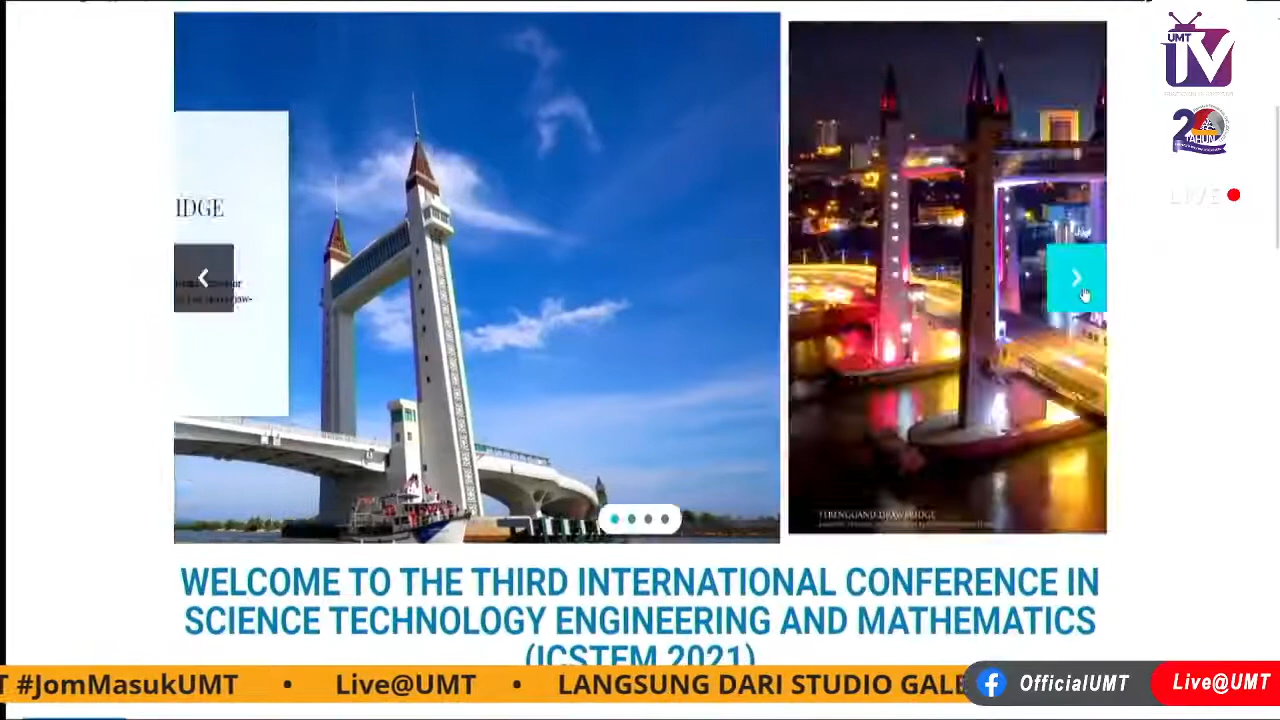 UMT
TV
20
TAHUN
LIVE
IDGE
TERENGGANU DRAWBRIDGE
WELCOME TO THE THIRD INTERNATIONAL CONFERENCE IN
SCIENCE TECHNOLOGY ENGINEERING AND MATHEMATICS
(ICSTEM 2021)
T #JomMasukUMT • Live@UMT • LANGSUNG DARI STUDIO GALE
OfficialUMT
Live@UMT